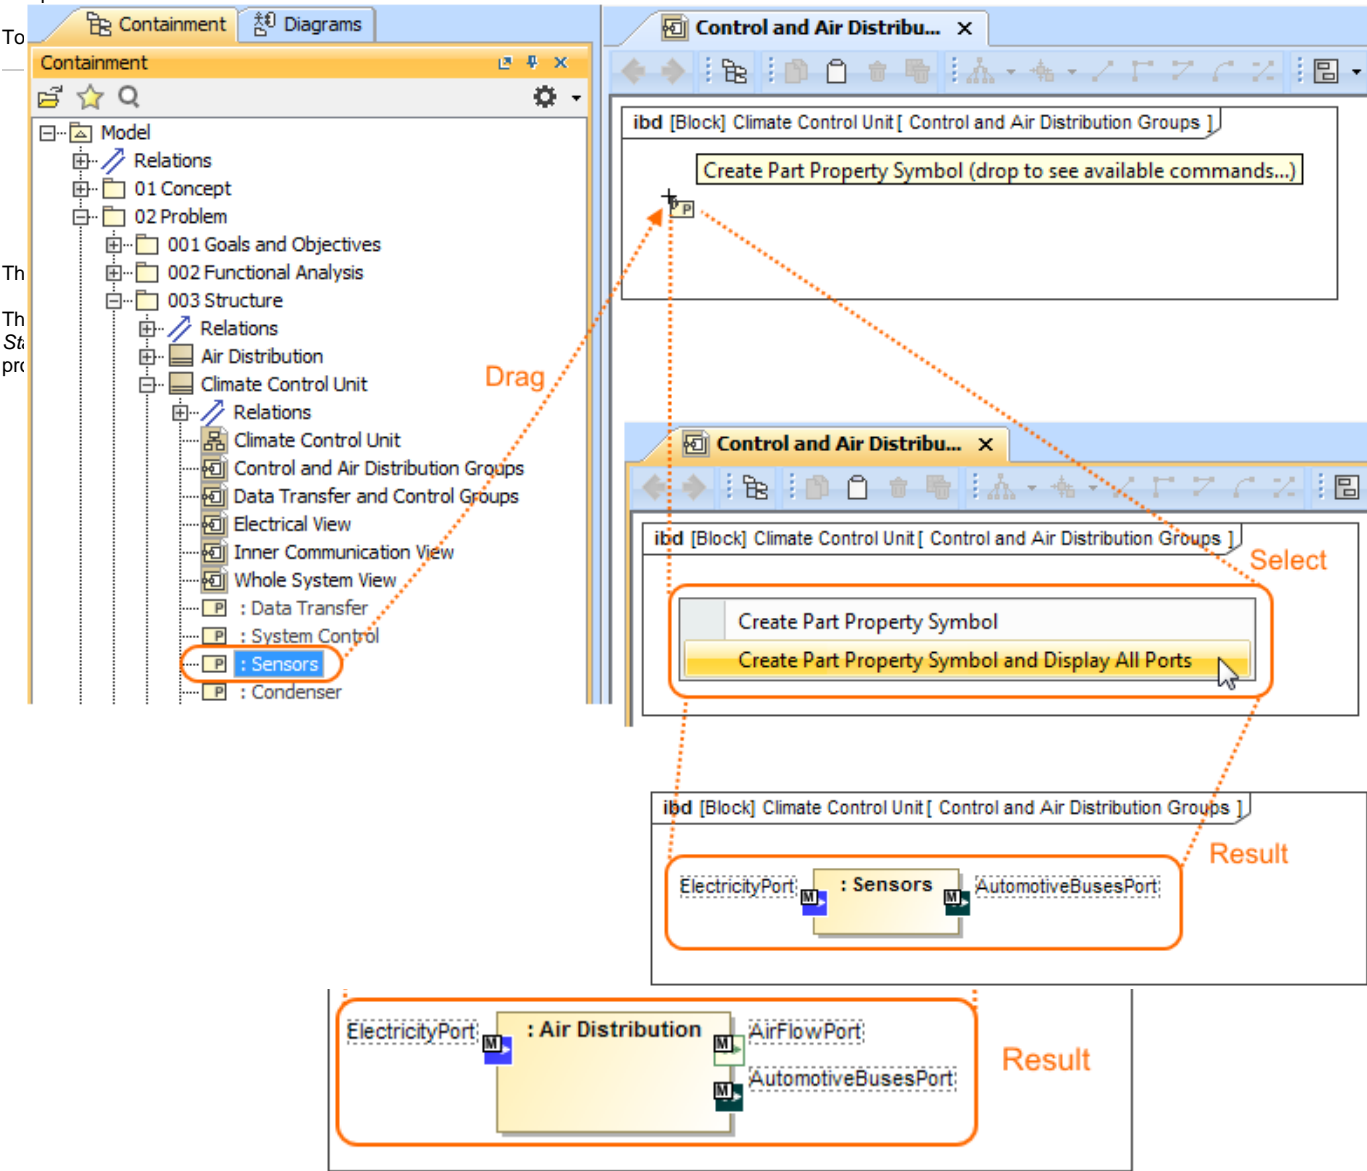 To
Th
Th
pro
Containment
Diagrams
Containment
Model
Relations
01 Concept
02 Problem
001 Goals and Objectives
002 Functional Analysis
003 Structure
Relations
Air Distribution
Climate Control Unit
Relations
Climate Control Unit
Control and Air Distribution Groups
Data Transfer and Control Groups
Electrical View
Inner Communication View
Whole System View
P : Data Transfer
P : System Control
P : Sensors
P : Condenser
Drag
Control and Air Distribu... X
ibd [Block] Climate Control Unit [ Control and Air Distribution Groups ]
Create Part Property Symbol (drop to see available commands...)
P
Control and Air Distribu... X
ibd [Block] Climate Control Unit [ Control and Air Distribution Groups ]
Select
Create Part Property Symbol
Create Part Property Symbol and Display All Ports
ibd [Block] Climate Control Unit [ Control and Air Distribution Groups ]
Result
ElectricityPort M : Sensors M AutomotiveBusesPort
ElectricityPort M : Air Distribution M AirFlowPort
M AutomotiveBusesPort
Result